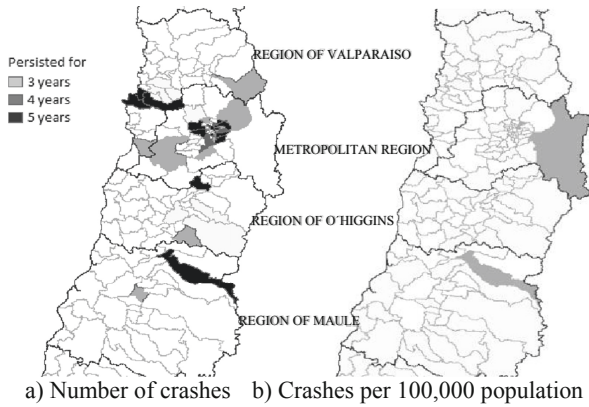 Persisted for
3 years
4 years
5 years
REGION OF VALPARAISO
METROPOLITAN REGION
REGION OF O´HIGGINS
REGION OF MAULE
a) Number of crashes b) Crashes per 100,000 population